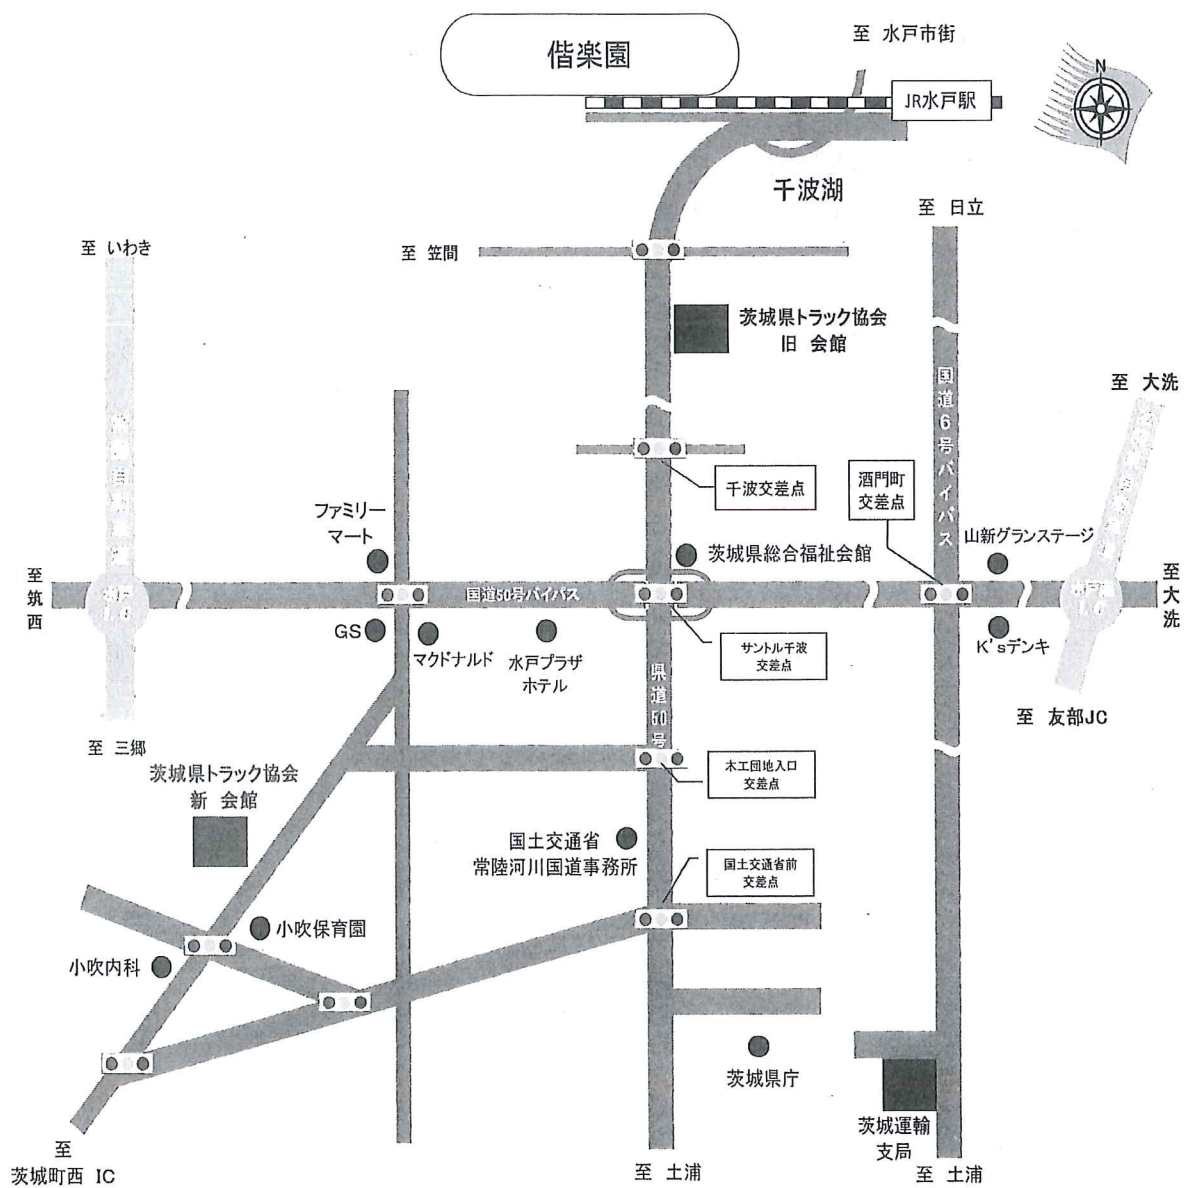 偕楽園
至 水戸市街
N
JR水戸駅
千波湖
至 日立
至 いわき
至 笠間
茨城県トラック協会
旧 会館
国道6号バイパス
至 大洗
千波交差点
酒門町
交差点
ファミリー
マート
茨城県総合福祉会館
山新グランステージ
至
筑
西
国道50号バイパス
至
大
洗
GS
マクドナルド
水戸プラザ
ホテル
サントル千波
交差点
K'sデンキ
県道50号
至 友部JC
至 三郷
木工団地入口
交差点
茨城県トラック協会
新 会館
国土交通省
常陸河川国道事務所
国土交通省前
交差点
小吹保育園
小吹内科
茨城県庁
茨城運輸
支局
至
茨城町西 IC
至 土浦
至 土浦